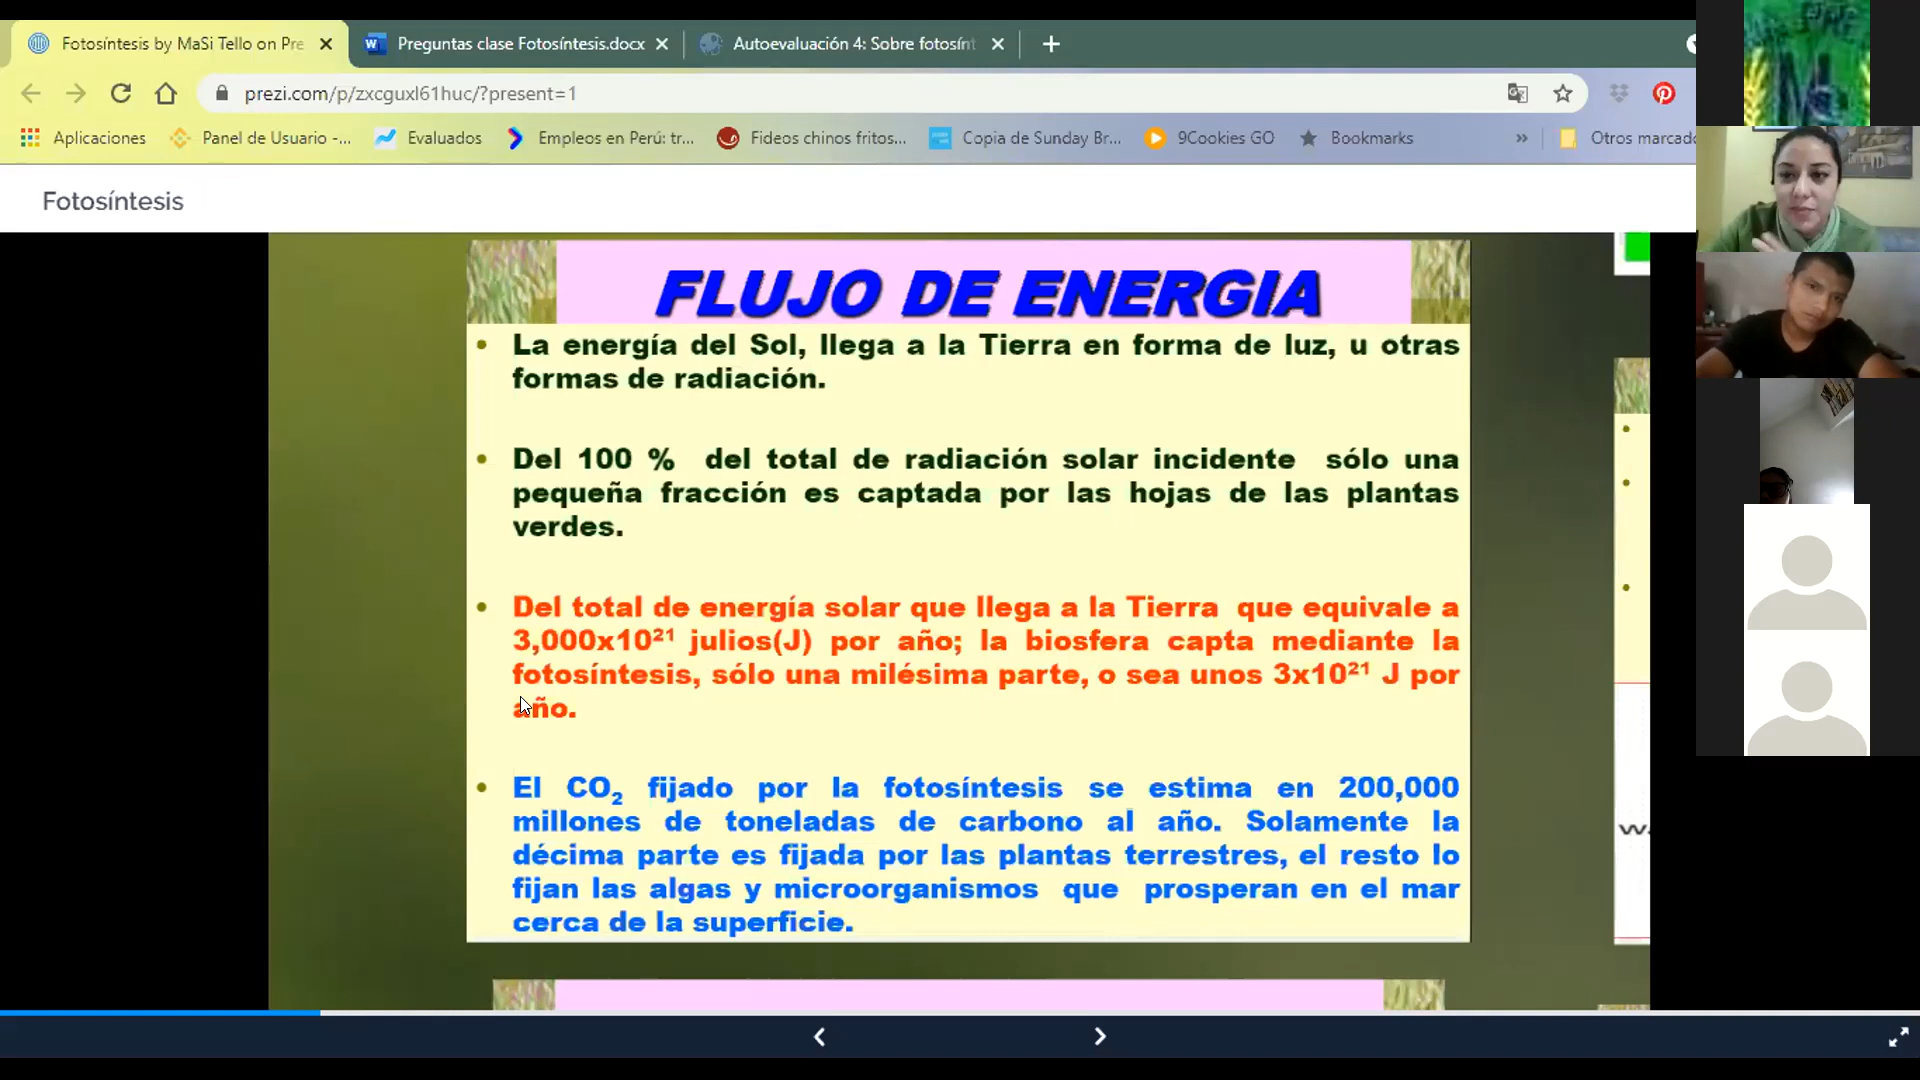 Fotosíntesis by MaSi Tello on Pre
Preguntas clase Fotosíntesis.docx
Autoevaluación 4: Sobre fotosínt
prezi.com/p/zxcguxl61huc/?present=1
Aplicaciones
Panel de Usuario -...
Evaluados
Empleos en Perú: tr...
Fideos chinos fritos...
Copia de Sunday Br...
9Cookies GO
Bookmarks
»
Otros marcado
Fotosíntesis
FLUJO DE ENERGIA
• La energía del Sol, llega a la Tierra en forma de luz, u otras
formas de radiación.
• Del 100 % del total de radiación solar incidente sólo una
pequeña fracción es captada por las hojas de las plantas
verdes.
• Del total de energía solar que llega a la Tierra que equivale a
3,000x10²¹ julios(J) por año; la biosfera capta mediante la
fotosíntesis, sólo una milésima parte, o sea unos 3x10²¹ J por
año.
• El CO₂ fijado por la fotosíntesis se estima en 200,000
millones de toneladas de carbono al año. Solamente la
décima parte es fijada por las plantas terrestres, el resto lo
fijan las algas y microorganismos que prosperan en el mar
cerca de la superficie.
w.